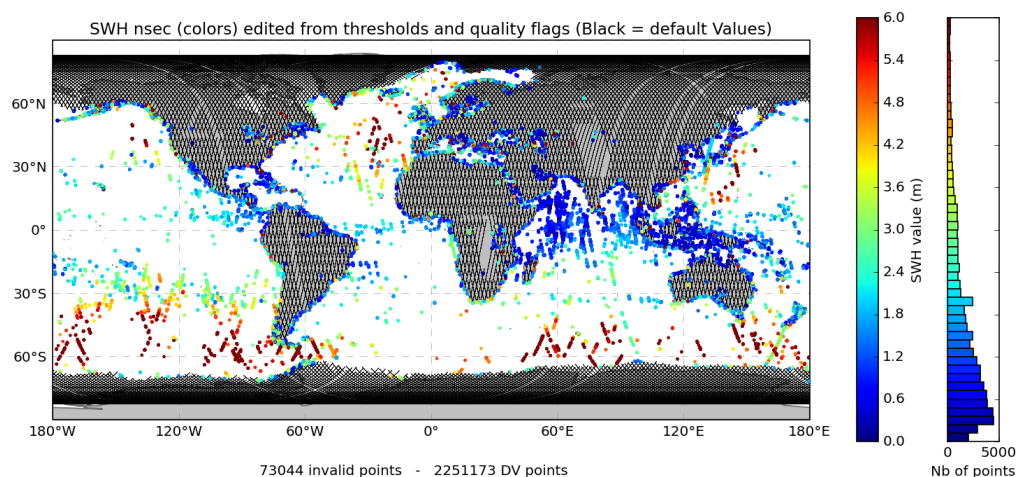 SWH nsec (colors) edited from thresholds and quality flags (Black = default Values)
60°N
30°N
0°
30°S
60°S
180°W 120°W 60°W 0° 60°E 120°E 180°E
73044 invalid points - 2251173 DV points
6.0
5.4
4.8
4.2
3.6
3.0
2.4
1.8
1.2
0.6
0.0
SWH value (m)
0 5000
Nb of points